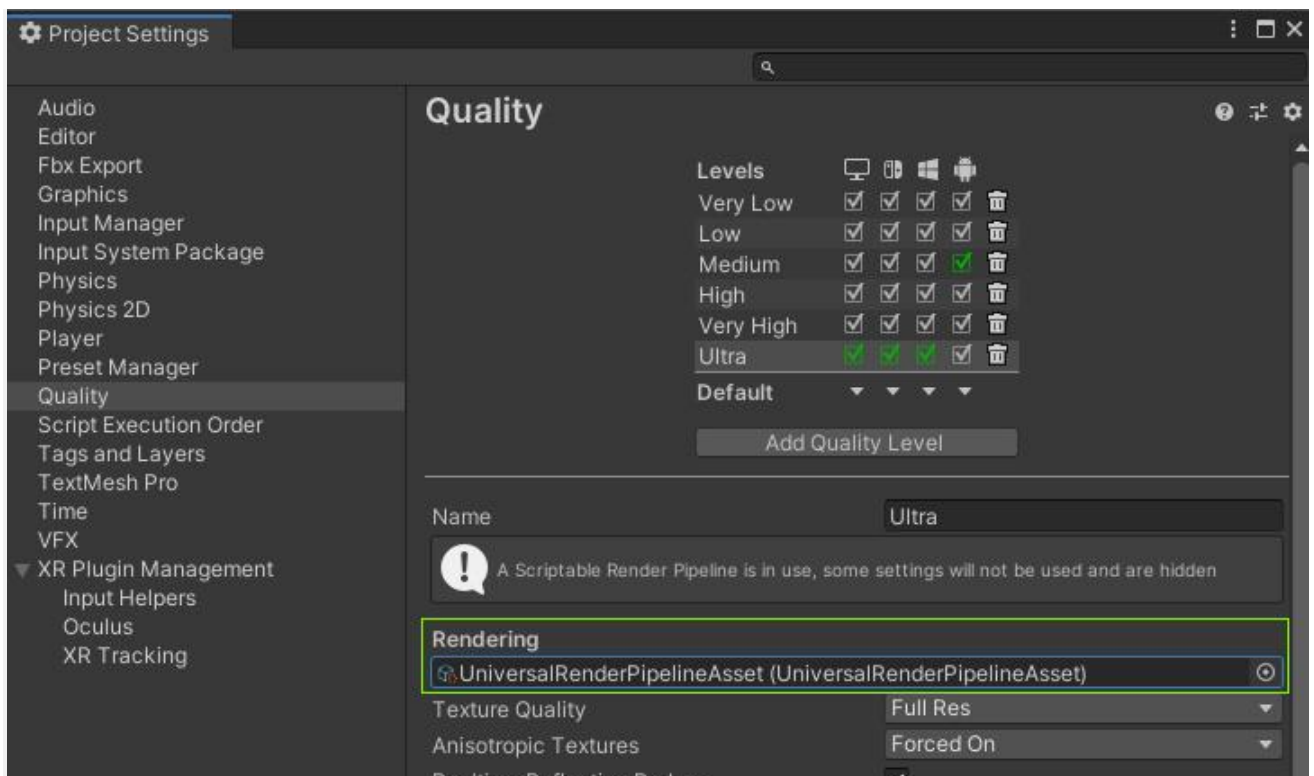 Project Settings
Audio
Editor
Fbx Export
Graphics
Input Manager
Input System Package
Physics
Physics 2D
Player
Preset Manager
Quality
Script Execution Order
Tags and Layers
TextMesh Pro
Time
VFX
XR Plugin Management
Input Helpers
Oculus
XR Tracking
Quality
Levels
Very Low
Low
Medium
High
Very High
Ultra
Default
Add Quality Level
Name Ultra
A Scriptable Render Pipeline is in use, some settings will not be used and are hidden
Rendering
UniversalRenderPipelineAsset (UniversalRenderPipelineAsset)
Texture Quality Full Res
Anisotropic Textures Forced On